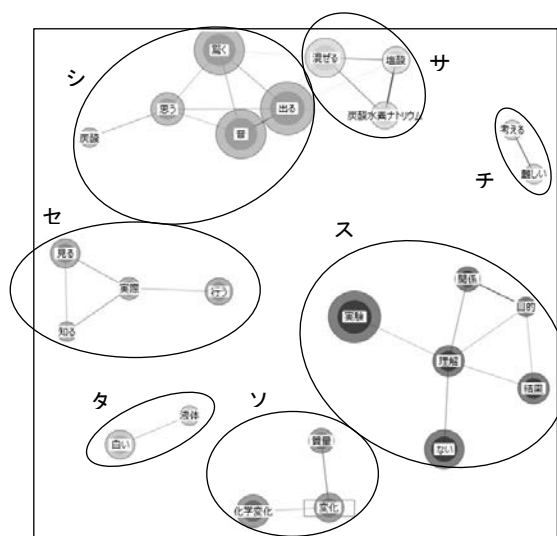 シ
驚く
思う
出る
音
炭酸
サ
混ぜる
塩酸
炭酸水素ナトリウム
考える
難しい
チ
セ
見る
実際
行う
知る
ス
関係
目的
実験
理解
結果
ない
タ
液体
白い
ソ
質量
化学変化
変化